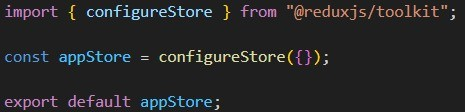 import { configureStore } from "@reduxjs/toolkit";
const appStore = configureStore({});
export default appStore;